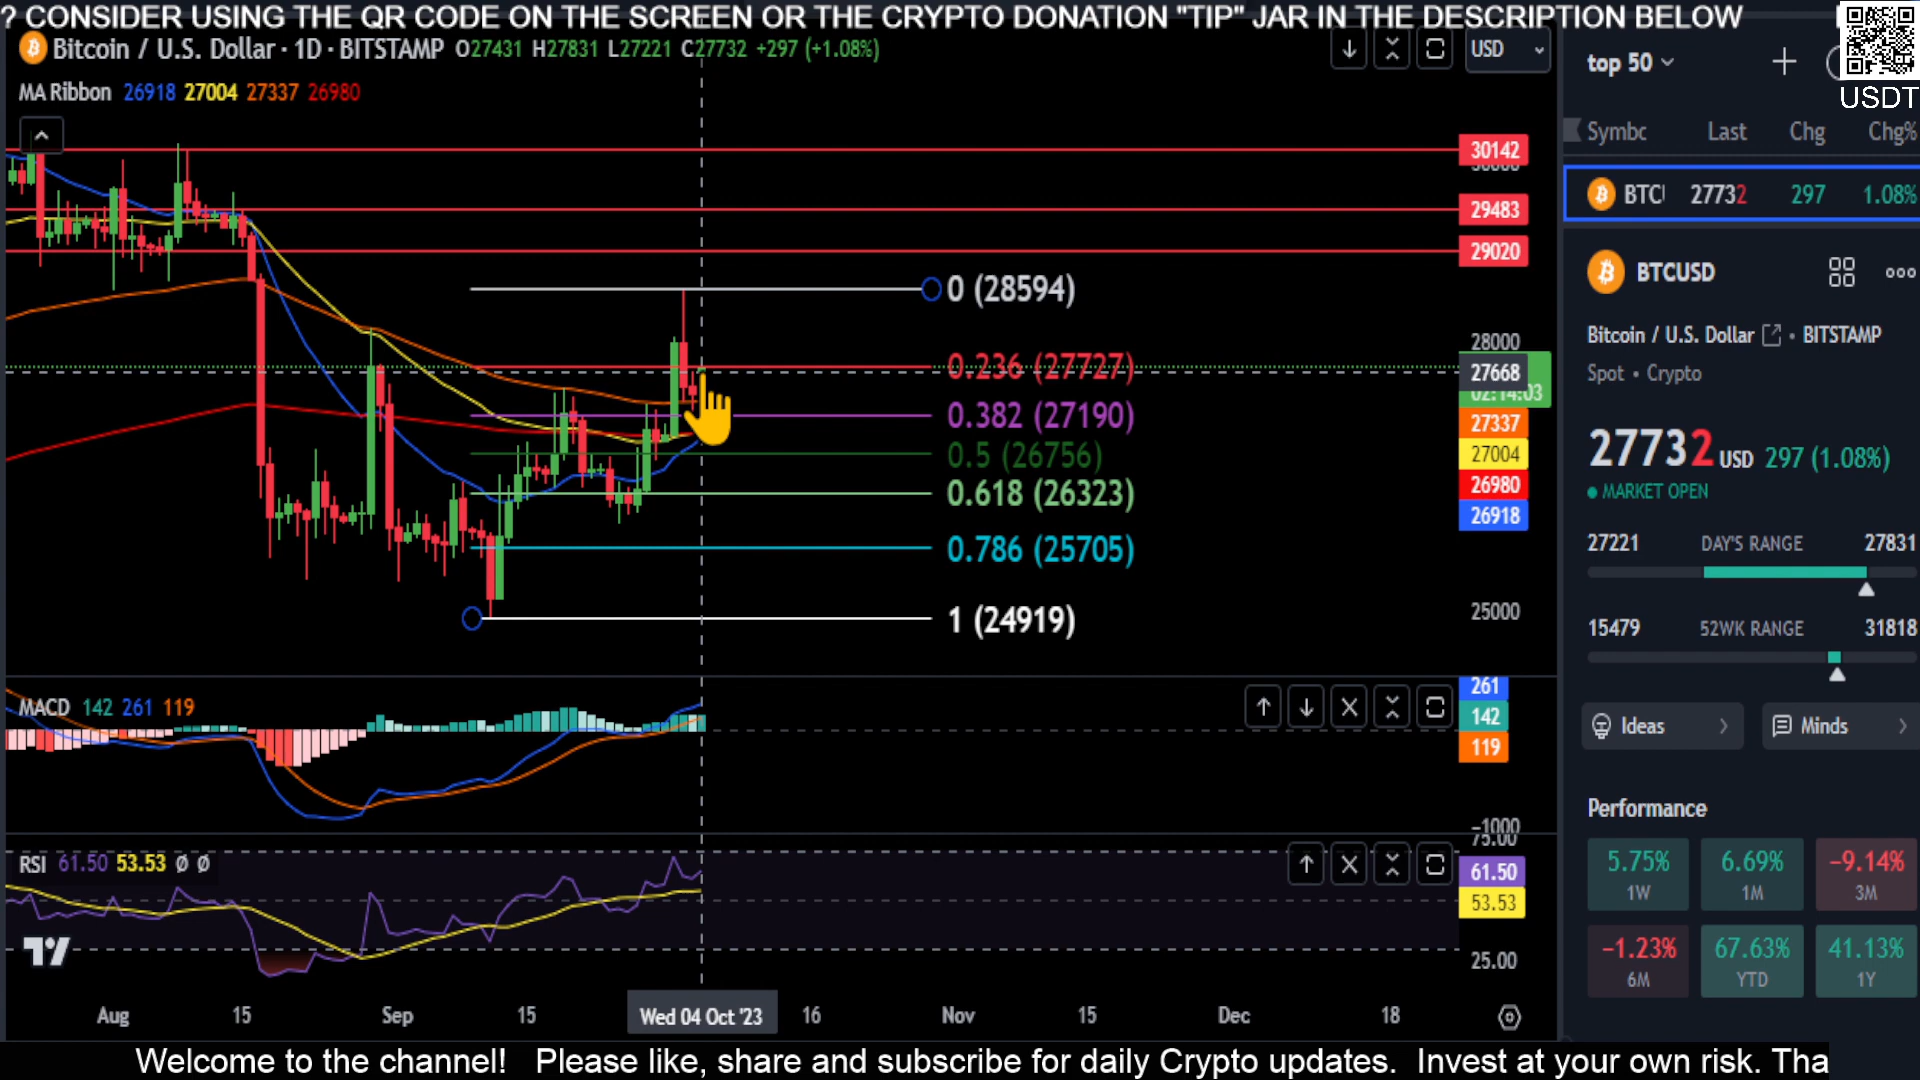 ? CONSIDER USING THE QR CODE ON THE SCREEN OR THE CRYPTO DONATION "TIP" JAR IN THE DESCRIPTION BELOW
Bitcoin / U.S. Dollar · 1D · BITSTAMP O27431 H27831 L27221 C27732 +297 (+1.08%)
USD
top 50
USDT
MA Ribbon 26918 27004 27337 26980
Symbc Last Chg Chg%
30142
BTC 27732 297 1.08%
29483
29020
BTCUSD
0 (28594)
Bitcoin / U.S. Dollar · BITSTAMP
28000
0.236 (27727)
27668
Spot • Crypto
02:14:03
0.382 (27190)
27337
0.5 (26756)
27004
27732 USD 297 (1.08%)
26980
MARKET OPEN
0.618 (26323)
26918
27221 DAY'S RANGE 27831
0.786 (25705)
25000
1 (24919)
15479 52WK RANGE 31818
MACD 142 261 119
261
142
119
Ideas
Minds
Performance
-1000
75.00
RSI 61.50 53.53 Ø Ø
61.50
53.53
5.75% 6.69% −9.14%
1W 1M 3M
25.00
−1.23% 67.63% 41.13%
6M YTD 1Y
Aug 15 Sep 15 Wed 04 Oct '23 16 Nov 15 Dec 18
Welcome to the channel! Please like, share and subscribe for daily Crypto updates. Invest at your own risk. Tha